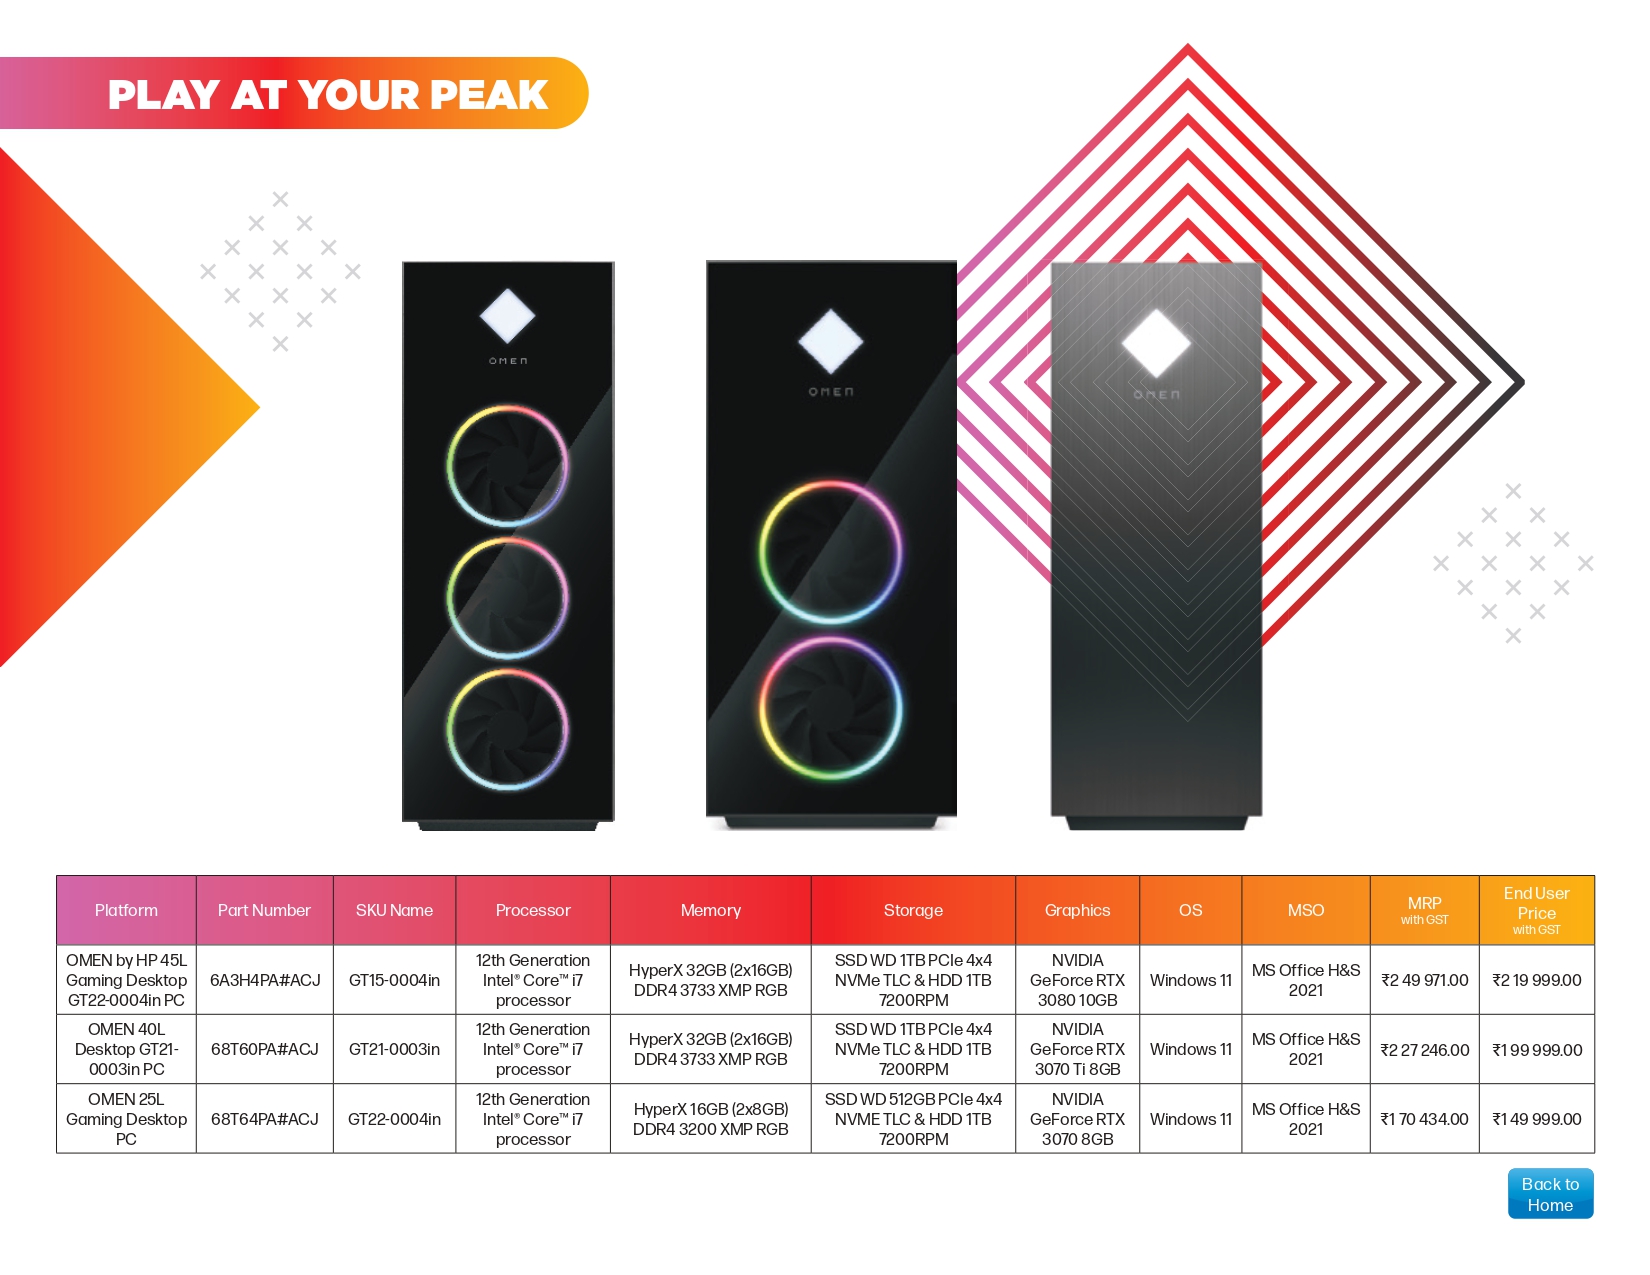 PLAY AT YOUR PEAK
OMEN
OMEN
OMEN
Platform
Part Number
SKU Name
Processor
Memory
Storage
Graphics
OS
MSO
MRP
with GST
End User
Price
with GST
OMEN by HP 45L
Gaming Desktop
GT22-0004in PC
6A3H4PA#ACJ
GT15-0004in
12th Generation
Intel® Core™ i7
processor
HyperX 32GB (2x16GB)
DDR4 3733 XMP RGB
SSD WD 1TB PCIe 4x4
NVMe TLC & HDD 1TB
7200RPM
NVIDIA
GeForce RTX
3080 10GB
Windows 11
MS Office H&S
2021
₹2 49 971.00
₹2 19 999.00
OMEN 40L
Desktop GT21-
0003in PC
68T60PA#ACJ
GT21-0003in
12th Generation
Intel® Core™ i7
processor
HyperX 32GB (2x16GB)
DDR4 3733 XMP RGB
SSD WD 1TB PCIe 4x4
NVMe TLC & HDD 1TB
7200RPM
NVIDIA
GeForce RTX
3070 Ti 8GB
Windows 11
MS Office H&S
2021
₹2 27 246.00
₹1 99 999.00
OMEN 25L
Gaming Desktop
PC
68T64PA#ACJ
GT22-0004in
12th Generation
Intel® Core™ i7
processor
HyperX 16GB (2x8GB)
DDR4 3200 XMP RGB
SSD WD 512GB PCIe 4x4
NVME TLC & HDD 1TB
7200RPM
NVIDIA
GeForce RTX
3070 8GB
Windows 11
MS Office H&S
2021
₹1 70 434.00
₹1 49 999.00
Back to
Home